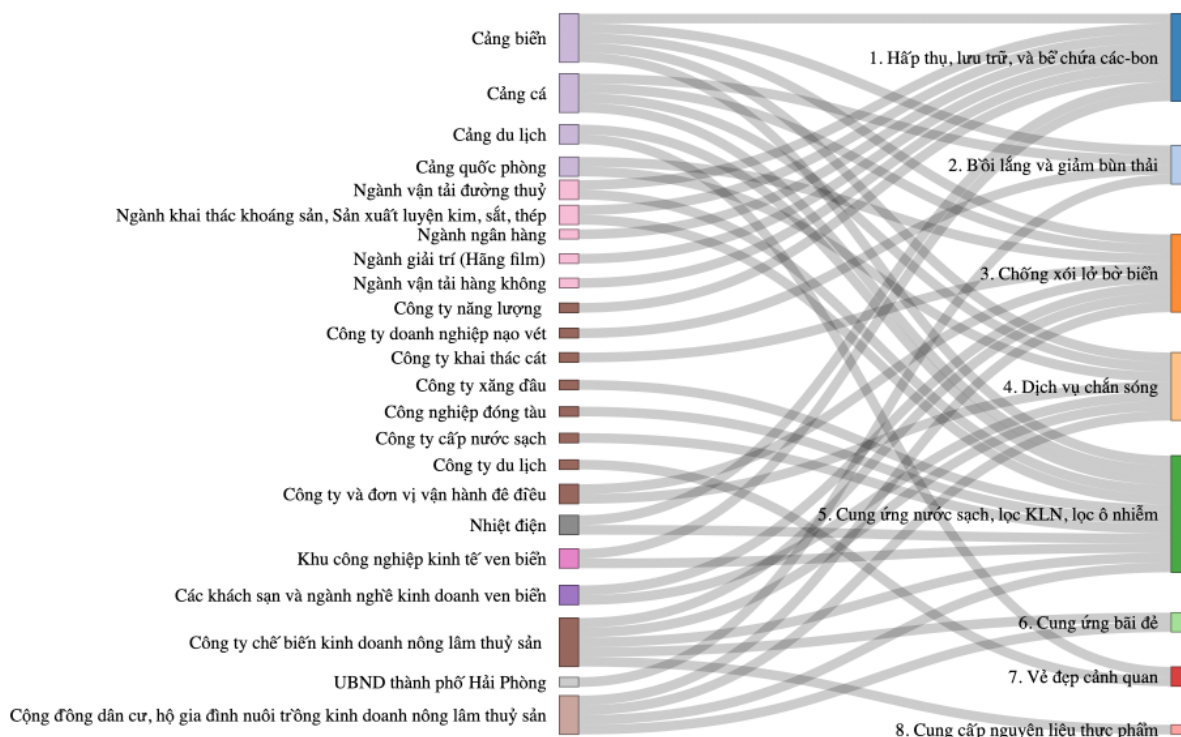 Cảng biển
Cảng cá
Cảng du lịch
Cảng quốc phòng
Ngành vận tải đường thuỷ
Ngành khai thác khoáng sản, Sản xuất luyện kim, sắt, thép
Ngành ngân hàng
Ngành giải trí (Hãng film)
Ngành vận tải hàng không
Công ty năng lượng
Công ty doanh nghiệp nạo vét
Công ty khai thác cát
Công ty xăng dầu
Công nghiệp đóng tàu
Công ty cấp nước sạch
Công ty du lịch
Công ty và đơn vị vận hành đê điều
Nhiệt điện
Khu công nghiệp kinh tế ven biển
Các khách sạn và ngành nghề kinh doanh ven biển
Công ty chế biến kinh doanh nông lâm thuỷ sản
UBND thành phố Hải Phòng
Cộng đồng dân cư, hộ gia đình nuôi trồng kinh doanh nông lâm thuỷ sản
1. Hấp thụ, lưu trữ, và bể chứa các-bon
2. Bồi lắng và giảm bùn thải
3. Chống xói lở bờ biển
4. Dịch vụ chắn sóng
5. Cung ứng nước sạch, lọc KLN, lọc ô nhiễm
6. Cung ứng bãi đẻ
7. Vẻ đẹp cảnh quan
8. Cung cấp nguyên liệu thực phẩm